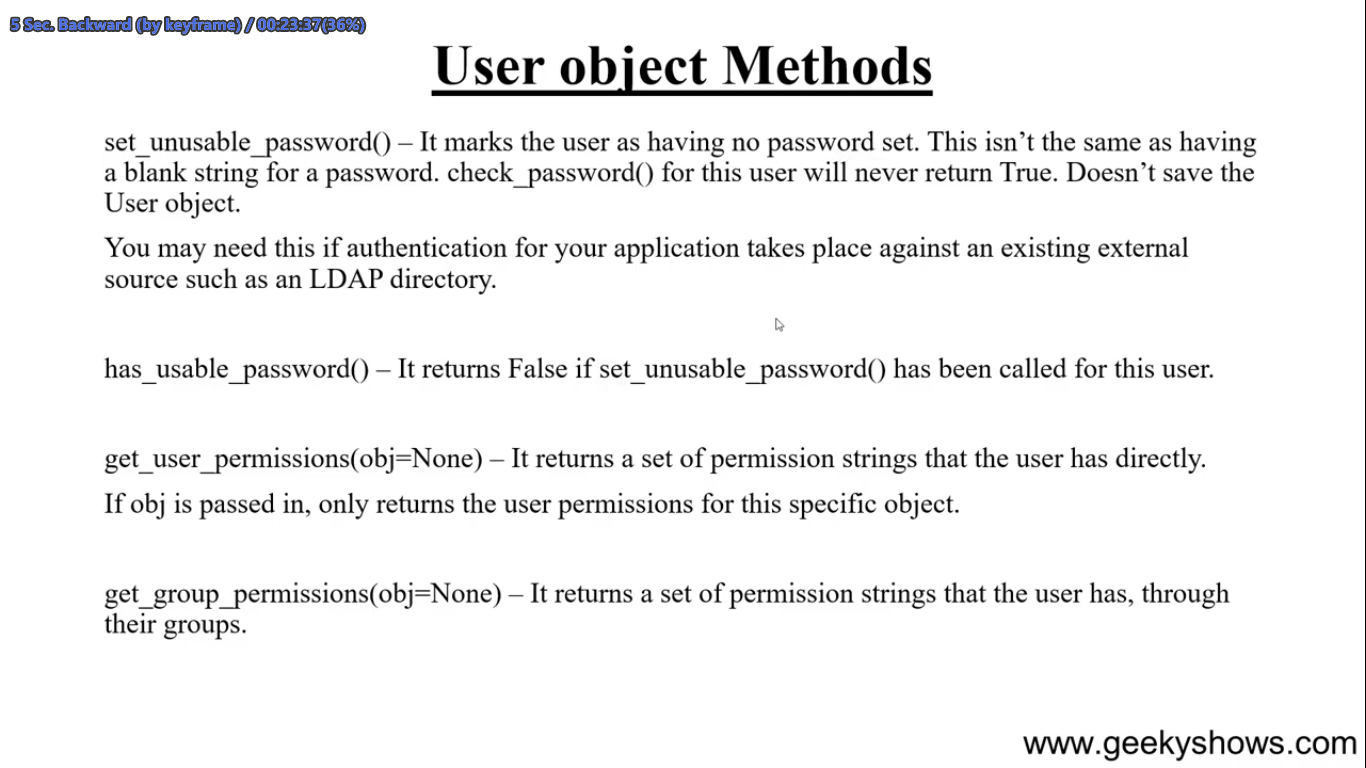 5 Sec. Backward (by keyframe) / 00:23:37(36%)
User object Methods
set_unusable_password() – It marks the user as having no password set. This isn’t the same as having
a blank string for a password. check_password() for this user will never return True. Doesn’t save the
User object.
You may need this if authentication for your application takes place against an existing external
source such as an LDAP directory.
has_usable_password() – It returns False if set_unusable_password() has been called for this user.
get_user_permissions(obj=None) – It returns a set of permission strings that the user has directly.
If obj is passed in, only returns the user permissions for this specific object.
get_group_permissions(obj=None) – It returns a set of permission strings that the user has, through
their groups.
www.geekyshows.com